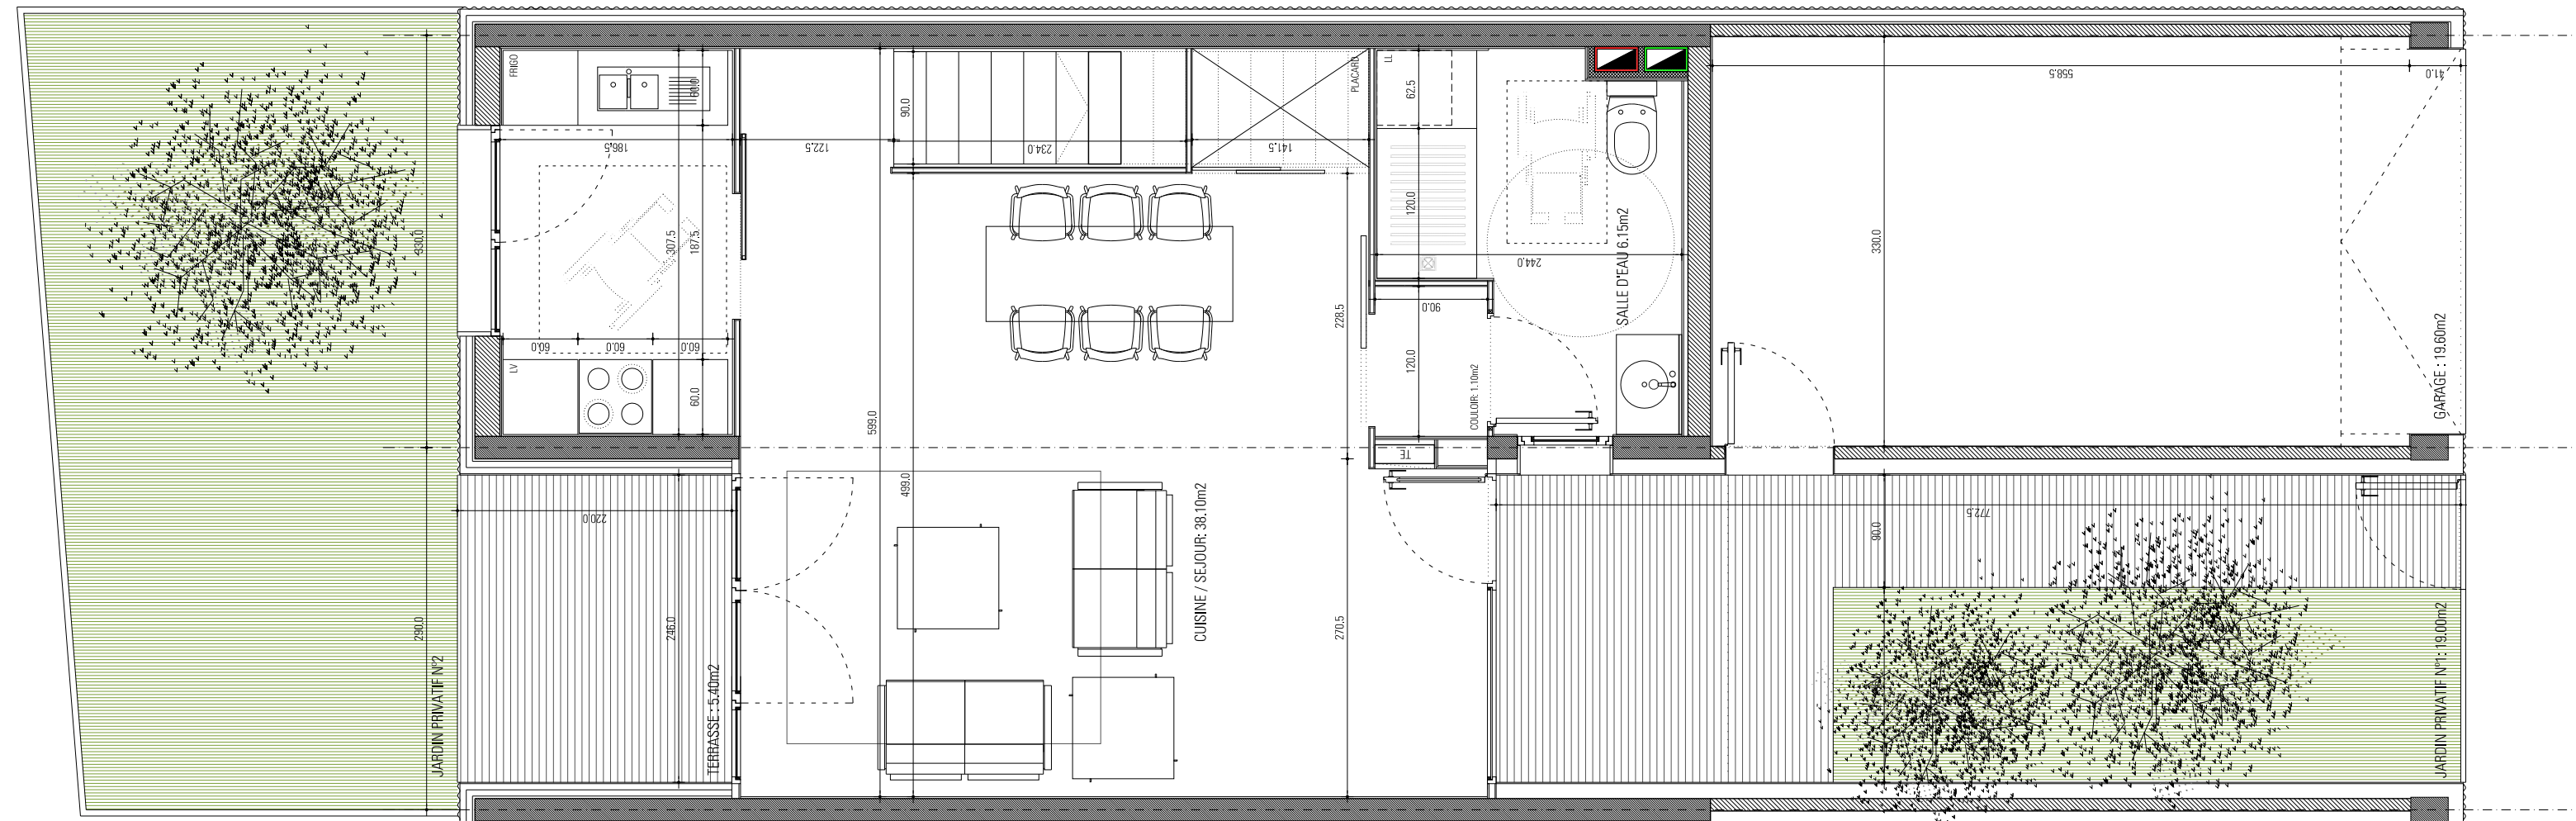 FRIGO
60.0
90.0
PLACARD
LL
62.5
558.5
41.0
186.5
122.5
234.0
141.5
120.0
330.0
307.5
187.5
SALLE D'EAU 6.15m2
330.0
244.0
90.0
228.5
60.0
60.0
60.0
LV
60.0
120.0
COULOIR: 1.10m2
GARAGE : 19.60m2
599.0
499.0
TE
220.0
CUISINE / SEJOUR: 38.10m2
772.5
90.0
290.0
246.0
270.5
JARDIN PRIVATIF N°2
TERRASSE : 5.40m2
JARDIN PRIVATIF N°1: 19.00m2